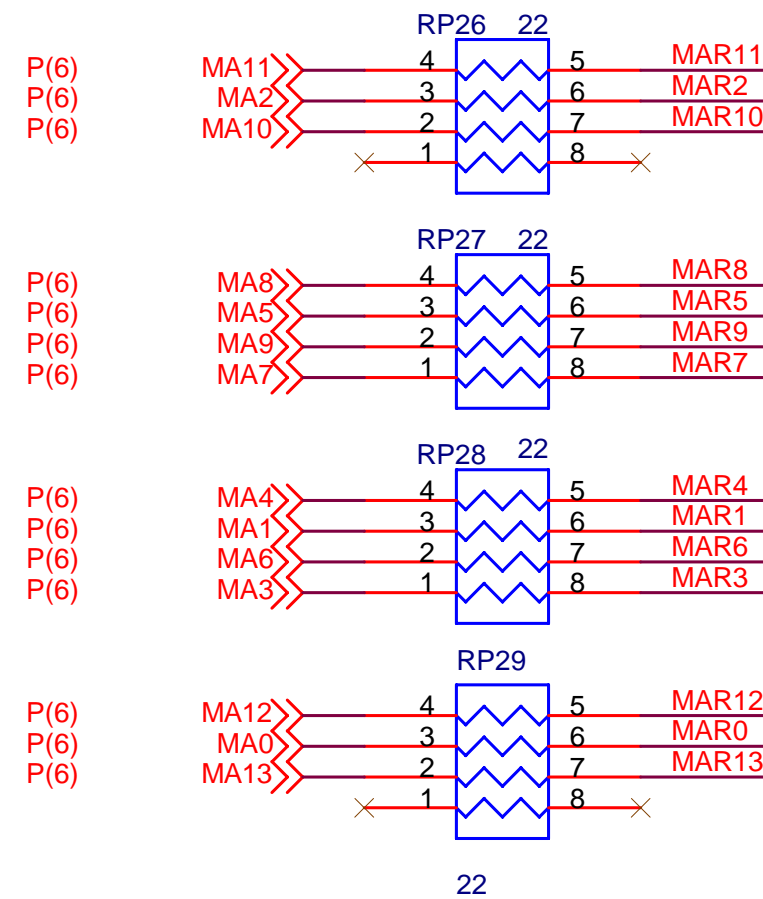 RP26 22
P(6) MA11 4 5 MAR11
P(6) MA2 3 6 MAR2
P(6) MA10 2 7 MAR10
1 8
RP27 22
P(6) MA8 4 5 MAR8
P(6) MA5 3 6 MAR5
P(6) MA9 2 7 MAR9
P(6) MA7 1 8 MAR7
RP28 22
P(6) MA4 4 5 MAR4
P(6) MA1 3 6 MAR1
P(6) MA6 2 7 MAR6
P(6) MA3 1 8 MAR3
RP29
P(6) MA12 4 5 MAR12
P(6) MA0 3 6 MAR0
P(6) MA13 2 7 MAR13
1 8
22